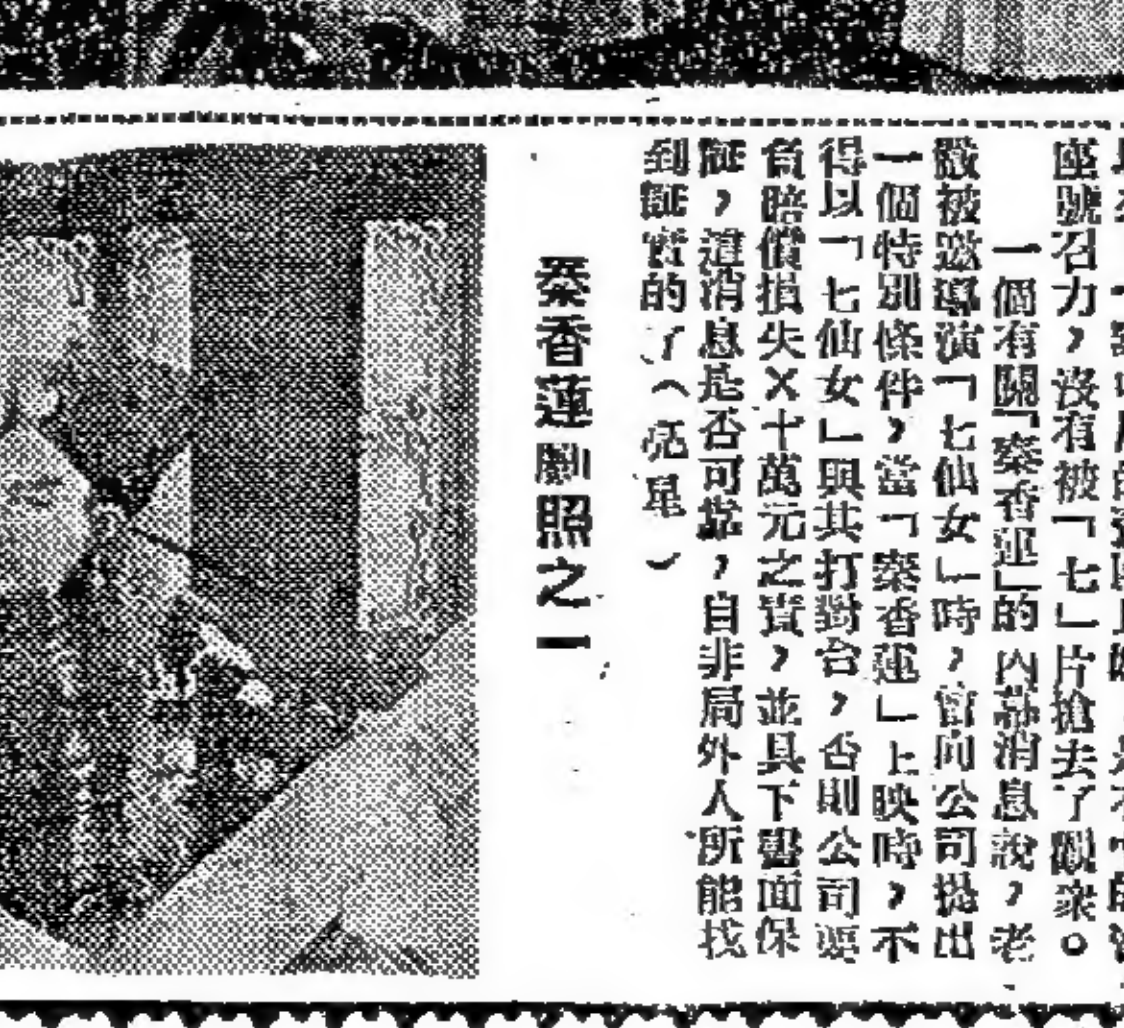 座號召力，沒有被「七」片搶去了觀衆。
一個有關「秦香蓮」的內幕消息說，老
嚴被邀導演「七仙女」時，曾向公司提出
一個特別條件，當「秦香蓮」上映時，不
得以「七仙女」與其打對台，否則公司要
負賠償損失X十萬元之責，並具下書面保
証，這消息是否可靠，自非局外人所能找
到証實的了（亮星）
秦香蓮劇照之一